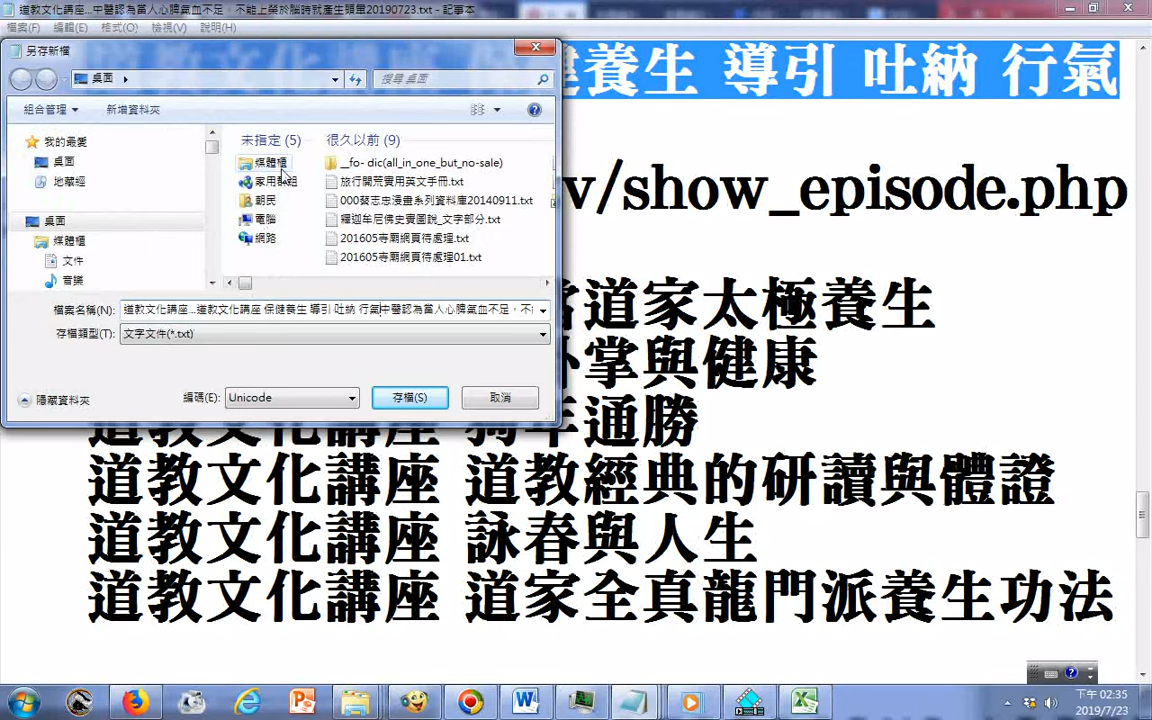 道教文化講座...中醫認為當人心脾氣血不足，不能上榮於腦時就產生頭暈20190723.txt - 記事本
檔案(F) 編輯(E) 格式(O) 檢視(V) 說明(H)
另存新檔
健養生 導引 吐納 行氣
桌面
搜尋 桌面
組合管理 新增資料夾
我的最愛
桌面
地藏經
桌面
媒體櫃
文件
音樂
未指定 (5)
媒體櫃
家用群組
朝民
電腦
網路
很久以前 (9)
__fo- dic(all_in_one_but_no-sale)
旅行開荒實用英文手冊.txt
000蔡志忠漫畫系列資料庫20140911.txt
釋迦牟尼佛史實圖說_文字部分.txt
201605寺廟網頁待處理.txt
201605寺廟網頁待處理01.txt
v/show_episode.php
檔案名稱(N): 道教文化講座...道教文化講座 保健養生 導引 吐納 行氣中醫認為當人心脾氣血不足，不
存檔類型(T): 文字文件(*.txt)
當道家太極養生
卦掌與健康
隱藏資料夾 編碼(E): Unicode 存檔(S) 取消
道教文化講座 狗年通勝
道教文化講座 道教經典的研讀與體證
道教文化講座 詠春與人生
道教文化講座 道家全真龍門派養生功法
下午 02:35
2019/7/23